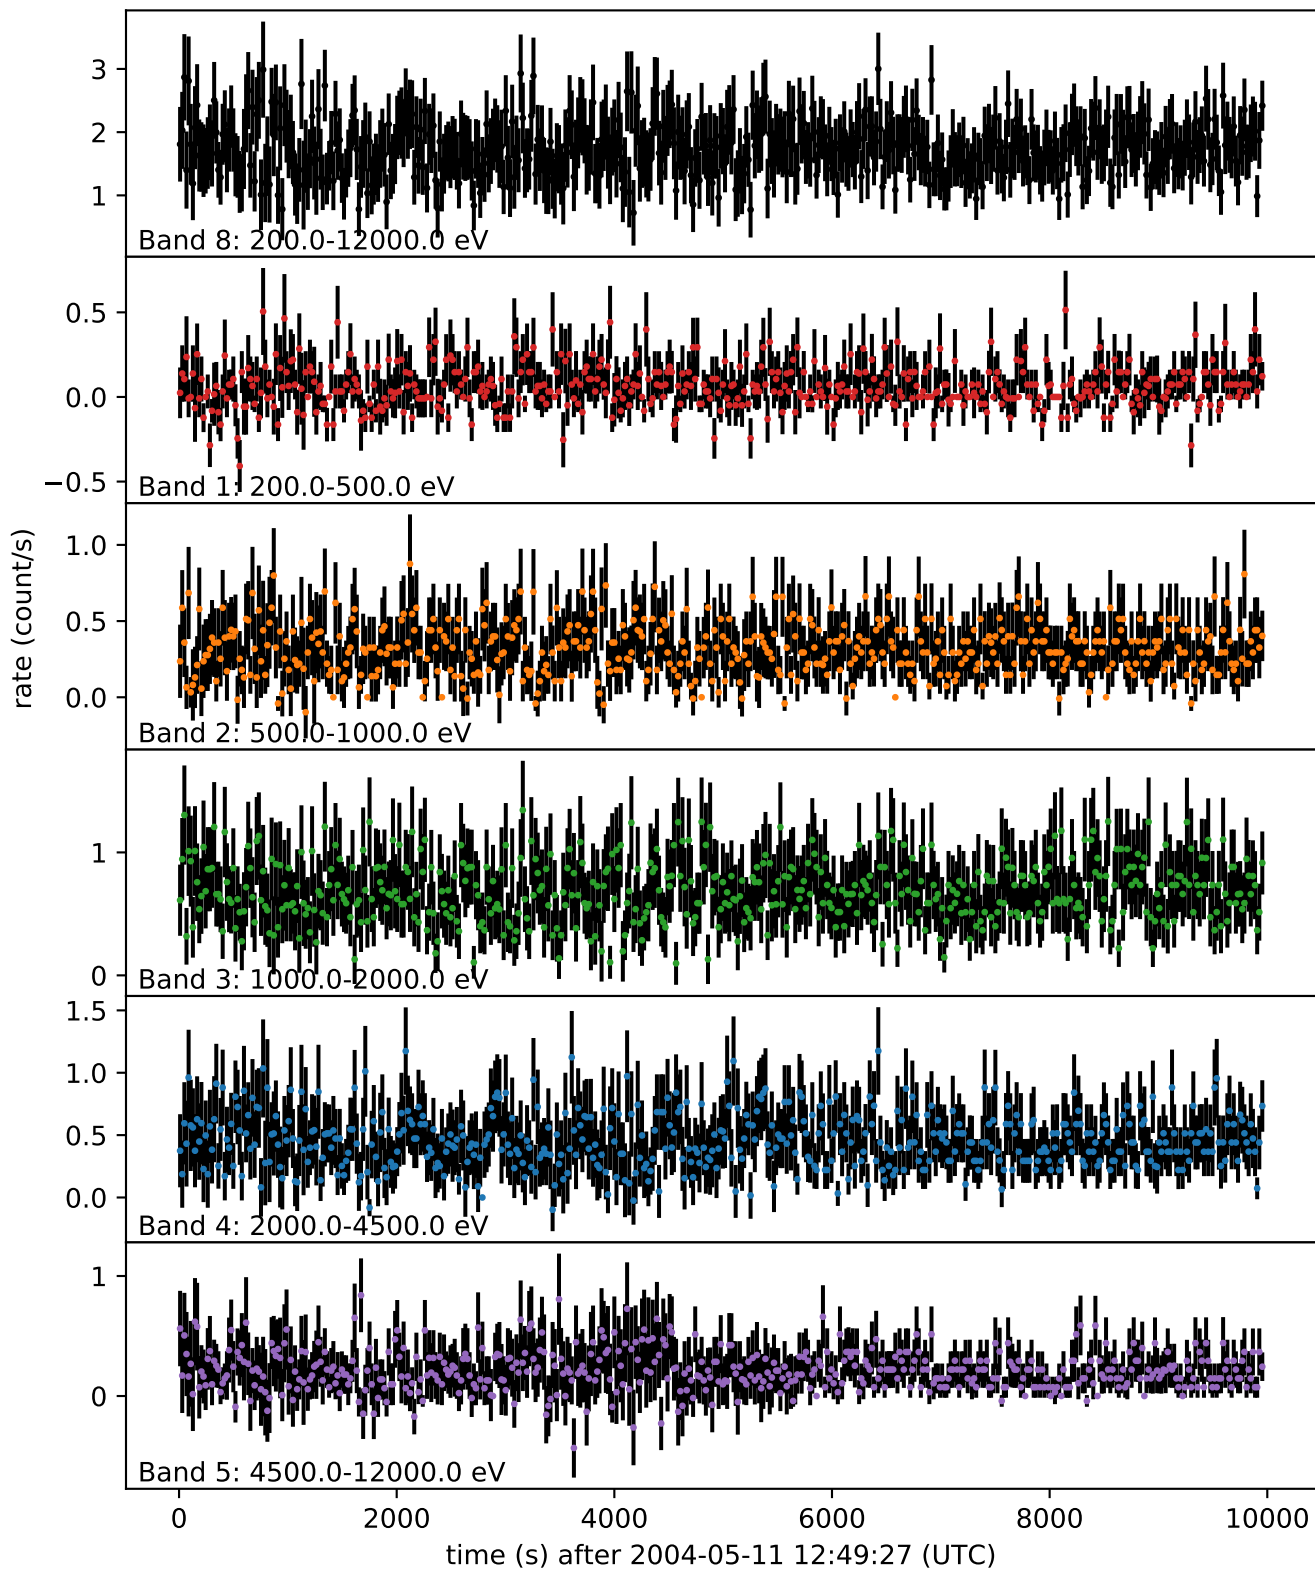 3
2
1
Band 8: 200.0-12000.0 eV
0.5
0.0
−0.5
Band 1: 200.0-500.0 eV
rate (count/s)
1.0
0.5
0.0
Band 2: 500.0-1000.0 eV
1
0
Band 3: 1000.0-2000.0 eV
1.5
1.0
0.5
0.0
Band 4: 2000.0-4500.0 eV
1
0
Band 5: 4500.0-12000.0 eV
0 2000 4000 6000 8000 10000
time (s) after 2004-05-11 12:49:27 (UTC)